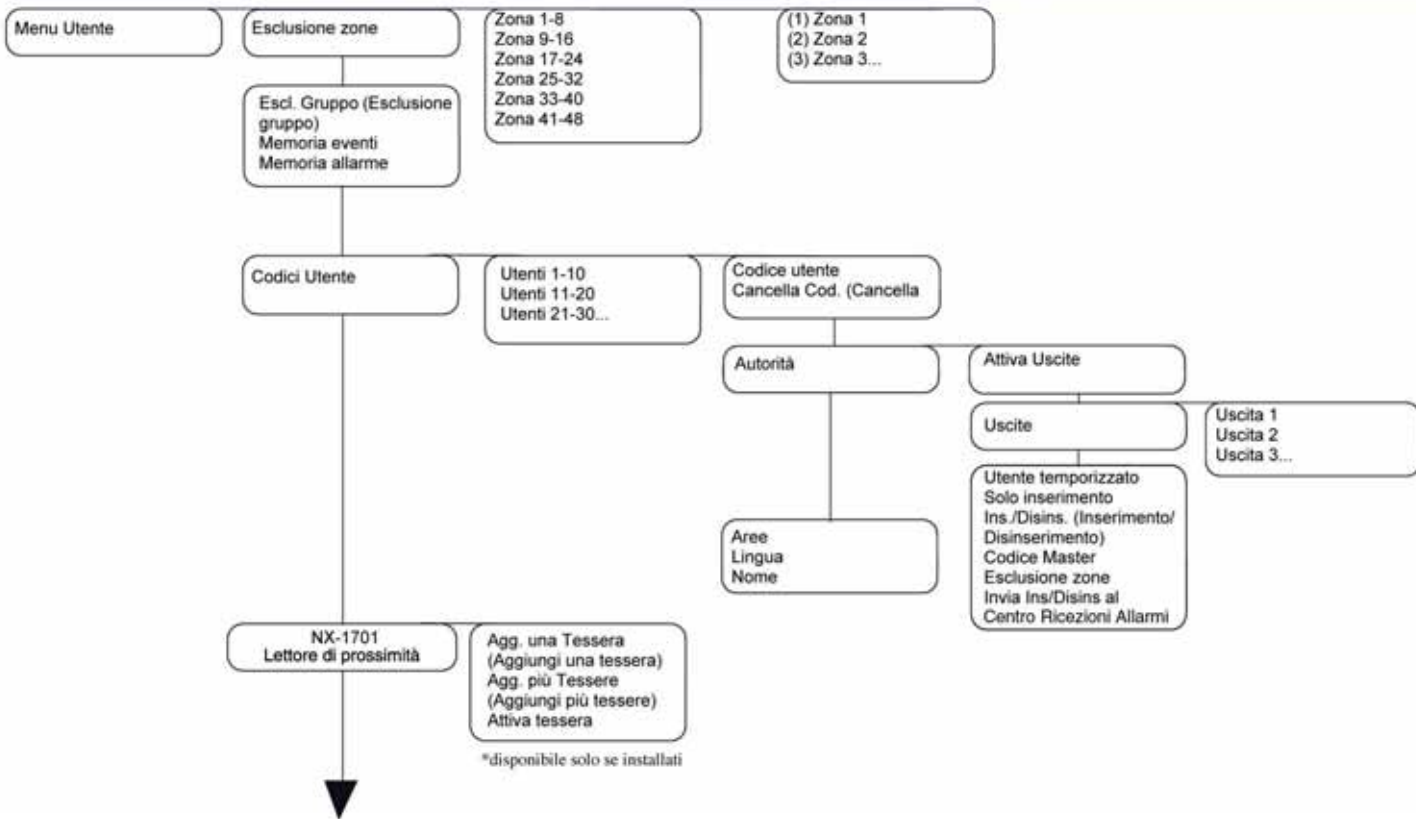 Menu Utente
Esclusione zone
Zona 1-8
Zona 9-16
Zona 17-24
Zona 25-32
Zona 33-40
Zona 41-48
(1) Zona 1
(2) Zona 2
(3) Zona 3...
Escl. Gruppo (Esclusione
gruppo)
Memoria eventi
Memoria allarme
Codici Utente
Utenti 1-10
Utenti 11-20
Utenti 21-30...
Codice utente
Cancella Cod. (Cancella
Autorità
Attiva Uscite
Uscite
Uscita 1
Uscita 2
Uscita 3...
Utente temporizzato
Solo inserimento
Ins./Disins. (Inserimento/
Disinserimento)
Codice Master
Esclusione zone
Invia Ins/Disins al
Centro Ricezioni Allarmi
Aree
Lingua
Nome
NX-1701
Lettore di prossimità
Agg. una Tessera
(Aggiungi una tessera)
Agg. più Tessere
(Aggiungi più tessere)
Attiva tessera
*disponibile solo se installati